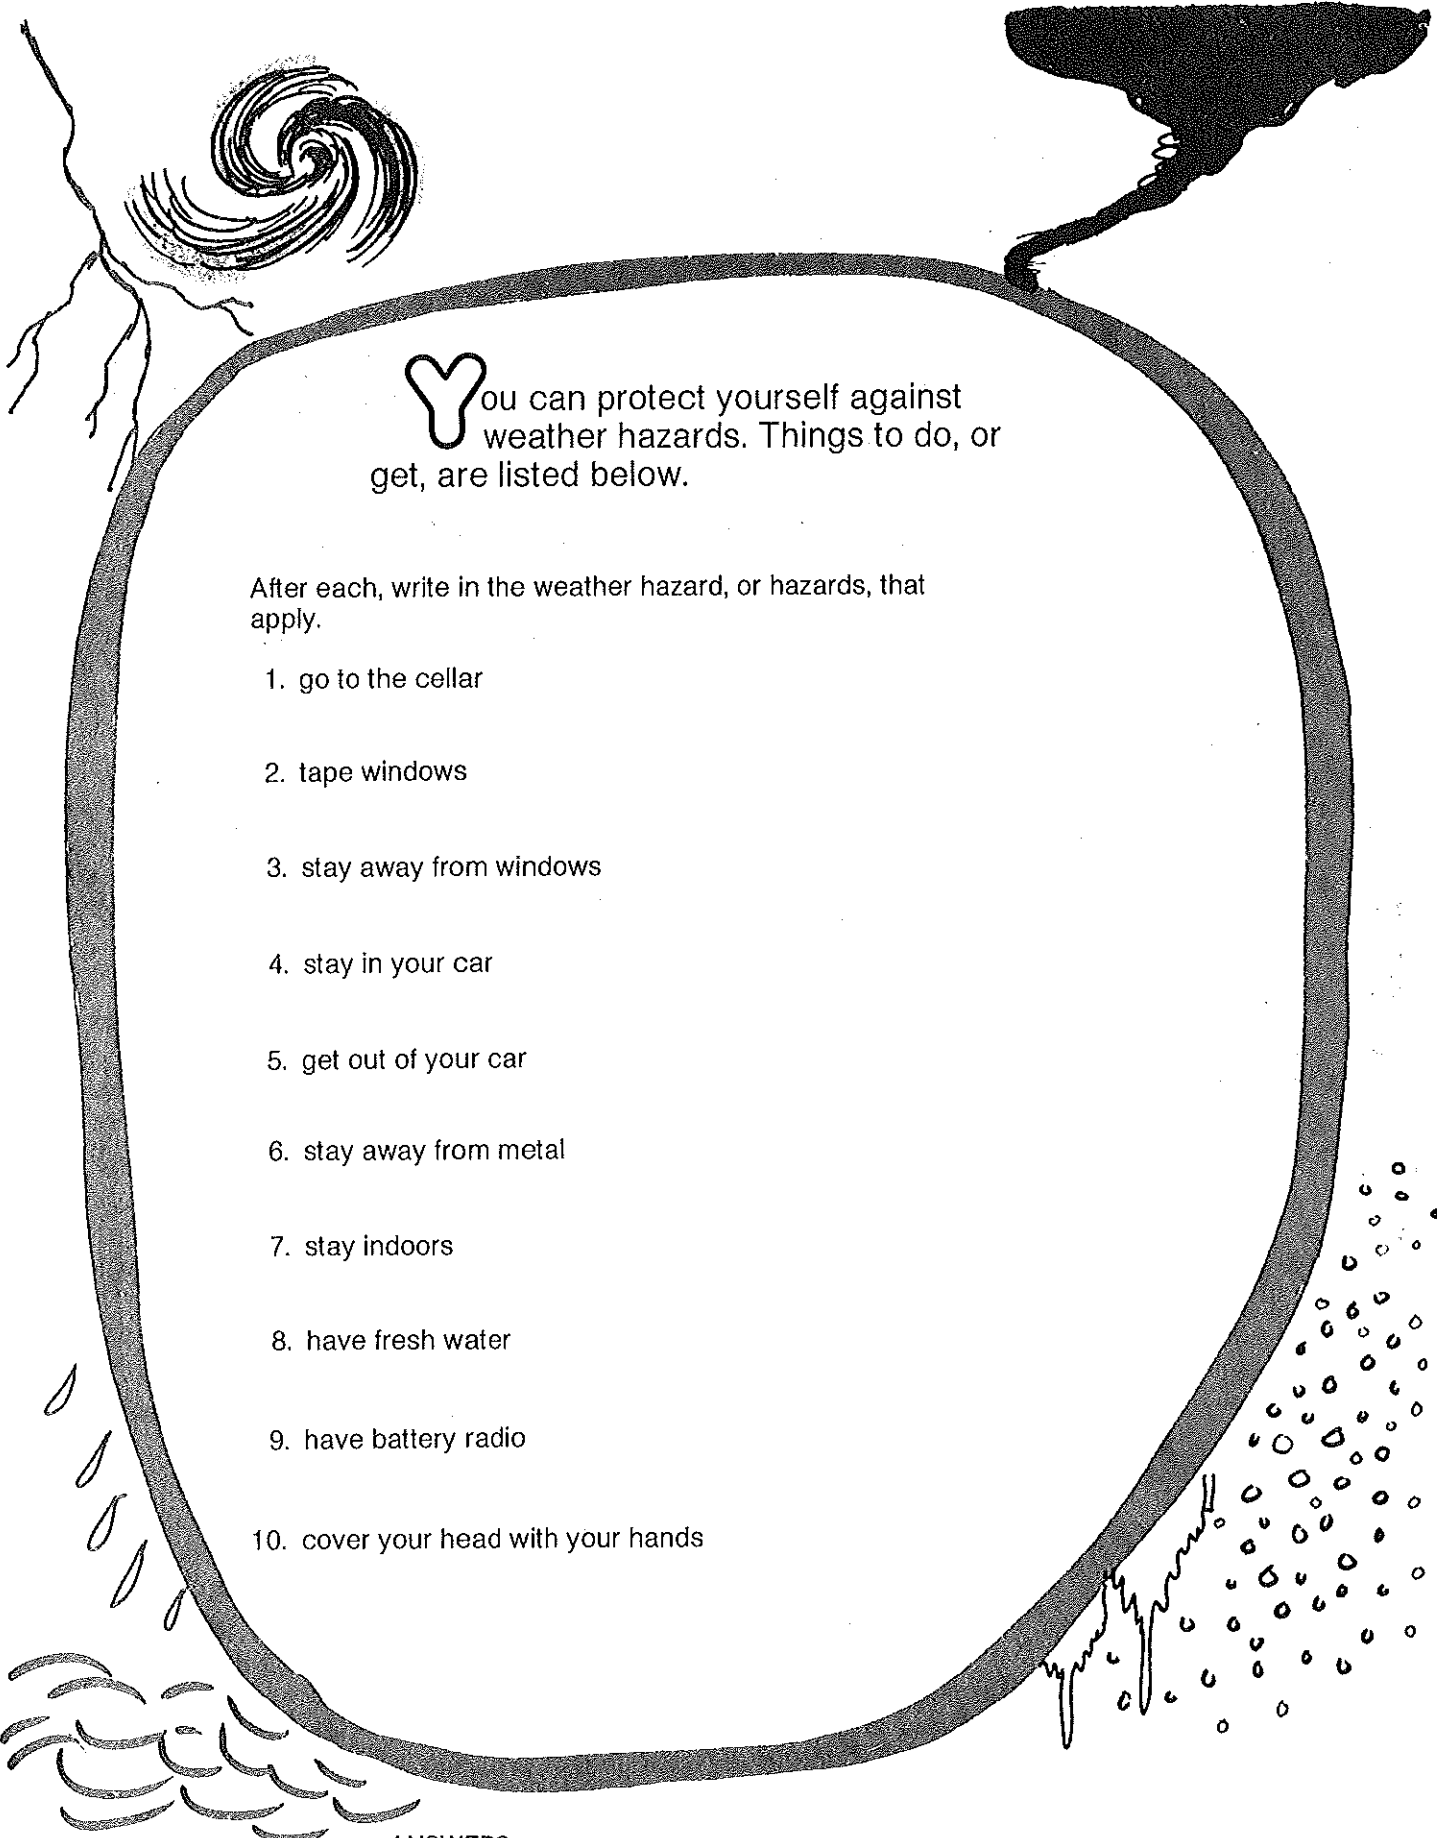 You can protect yourself against
weather hazards. Things to do, or
get, are listed below.
After each, write in the weather hazard, or hazards, that
apply.
1. go to the cellar
2. tape windows
3. stay away from windows
4. stay in your car
5. get out of your car
6. stay away from metal
7. stay indoors
8. have fresh water
9. have battery radio
10. cover your head with your hands
ANSWERS